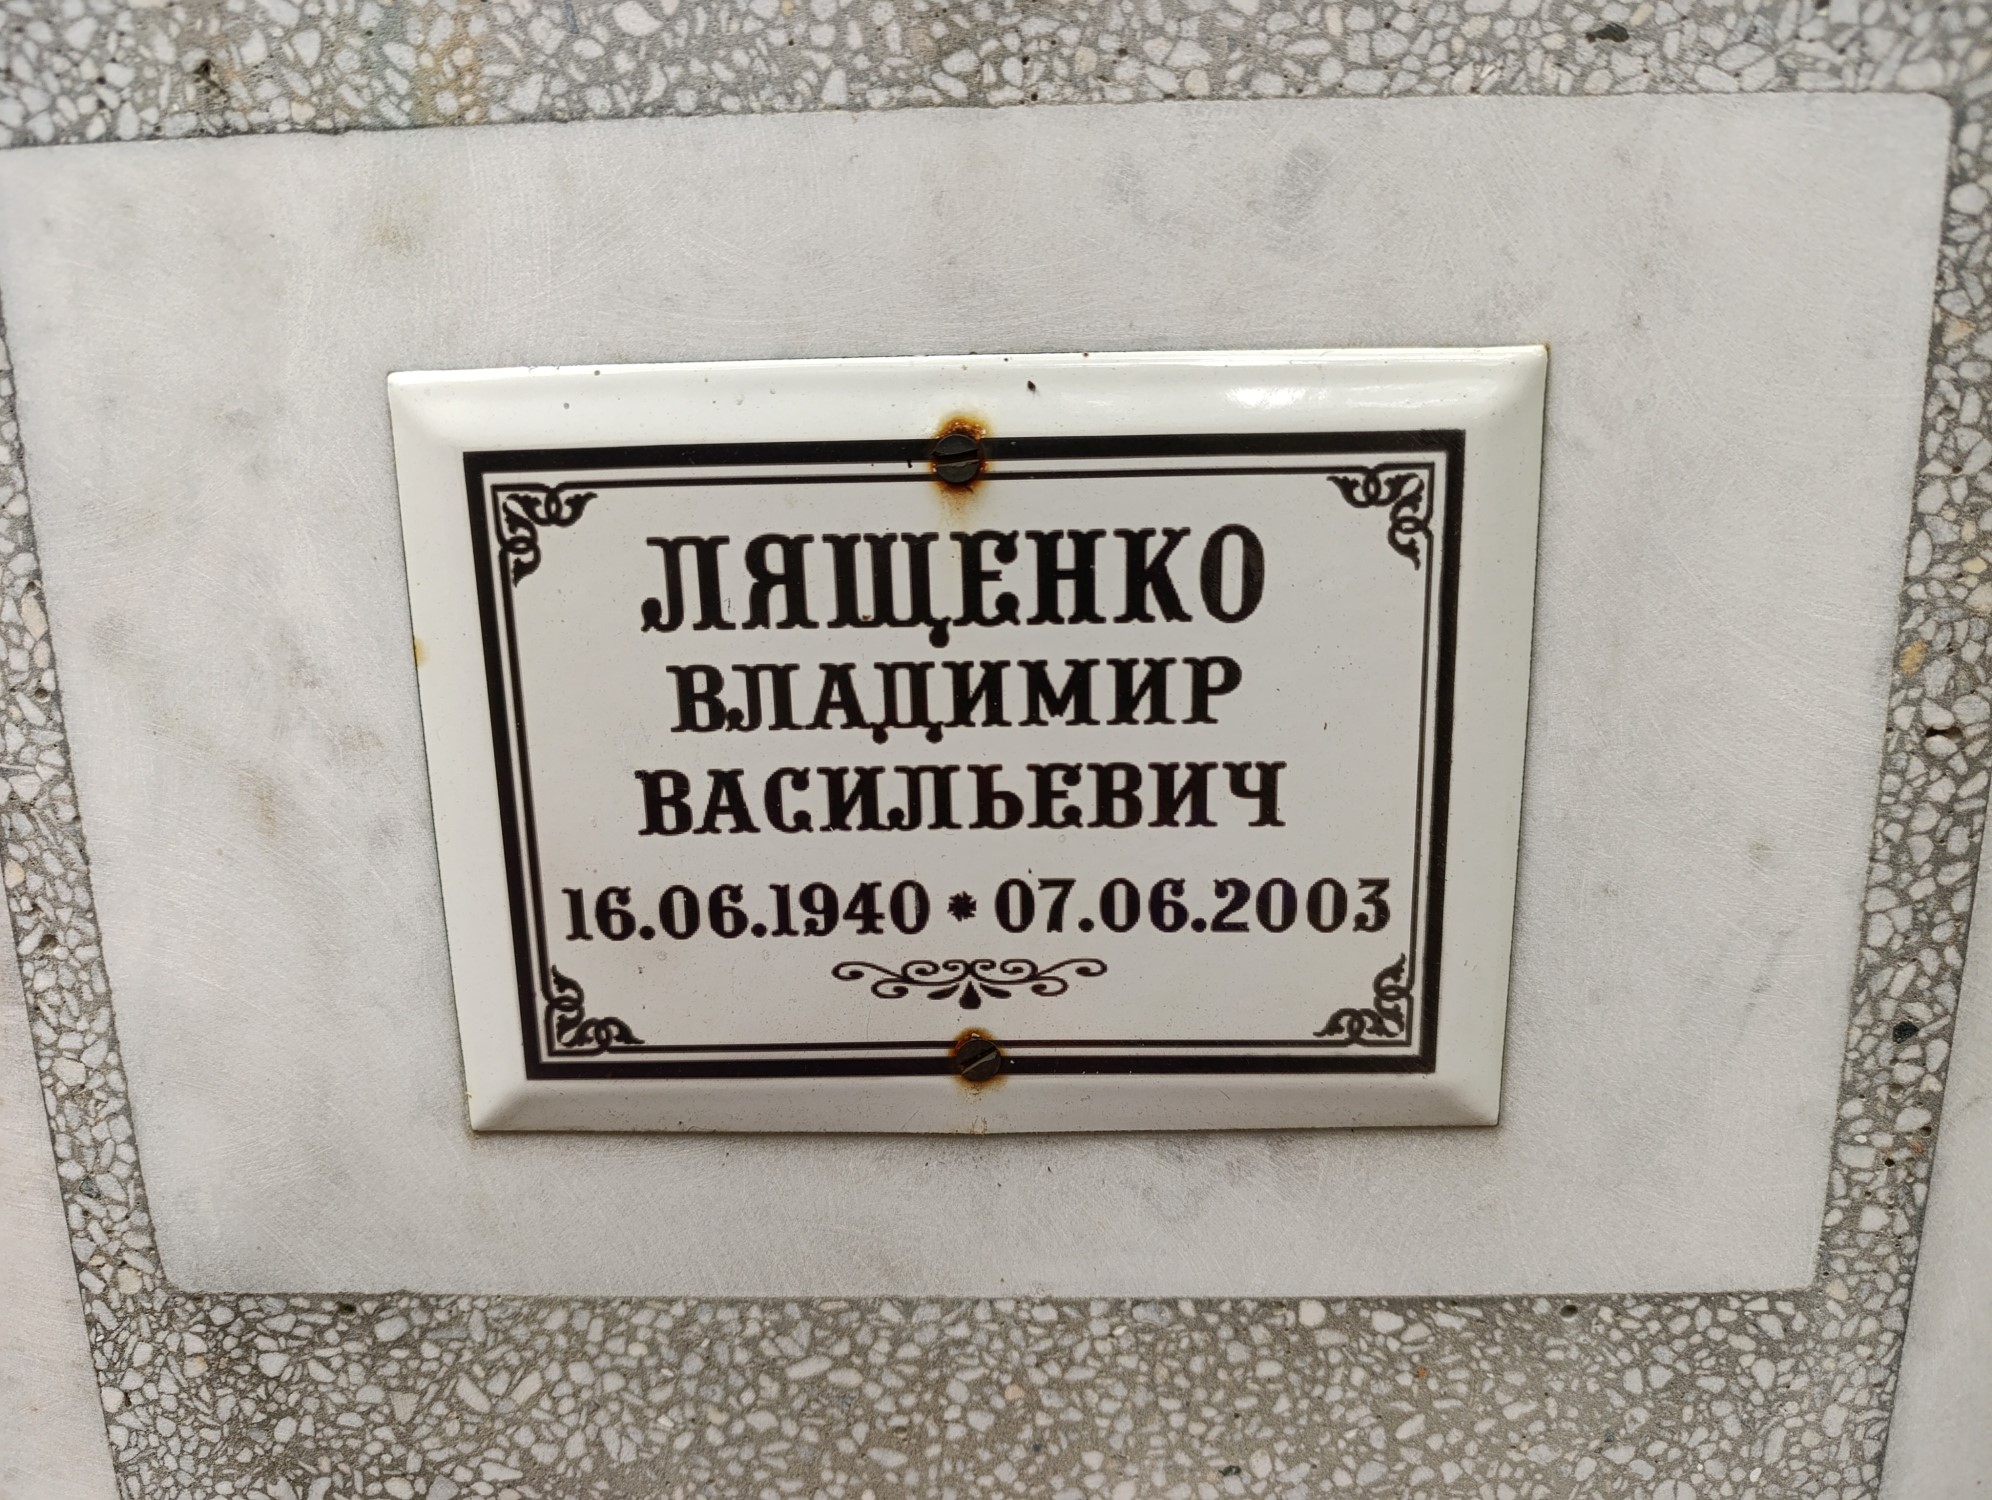 ЛЯЩЕНКО
ВЛАДИМИР
ВАСИЛЬЕВИЧ
16.06.1940 * 07.06.2003